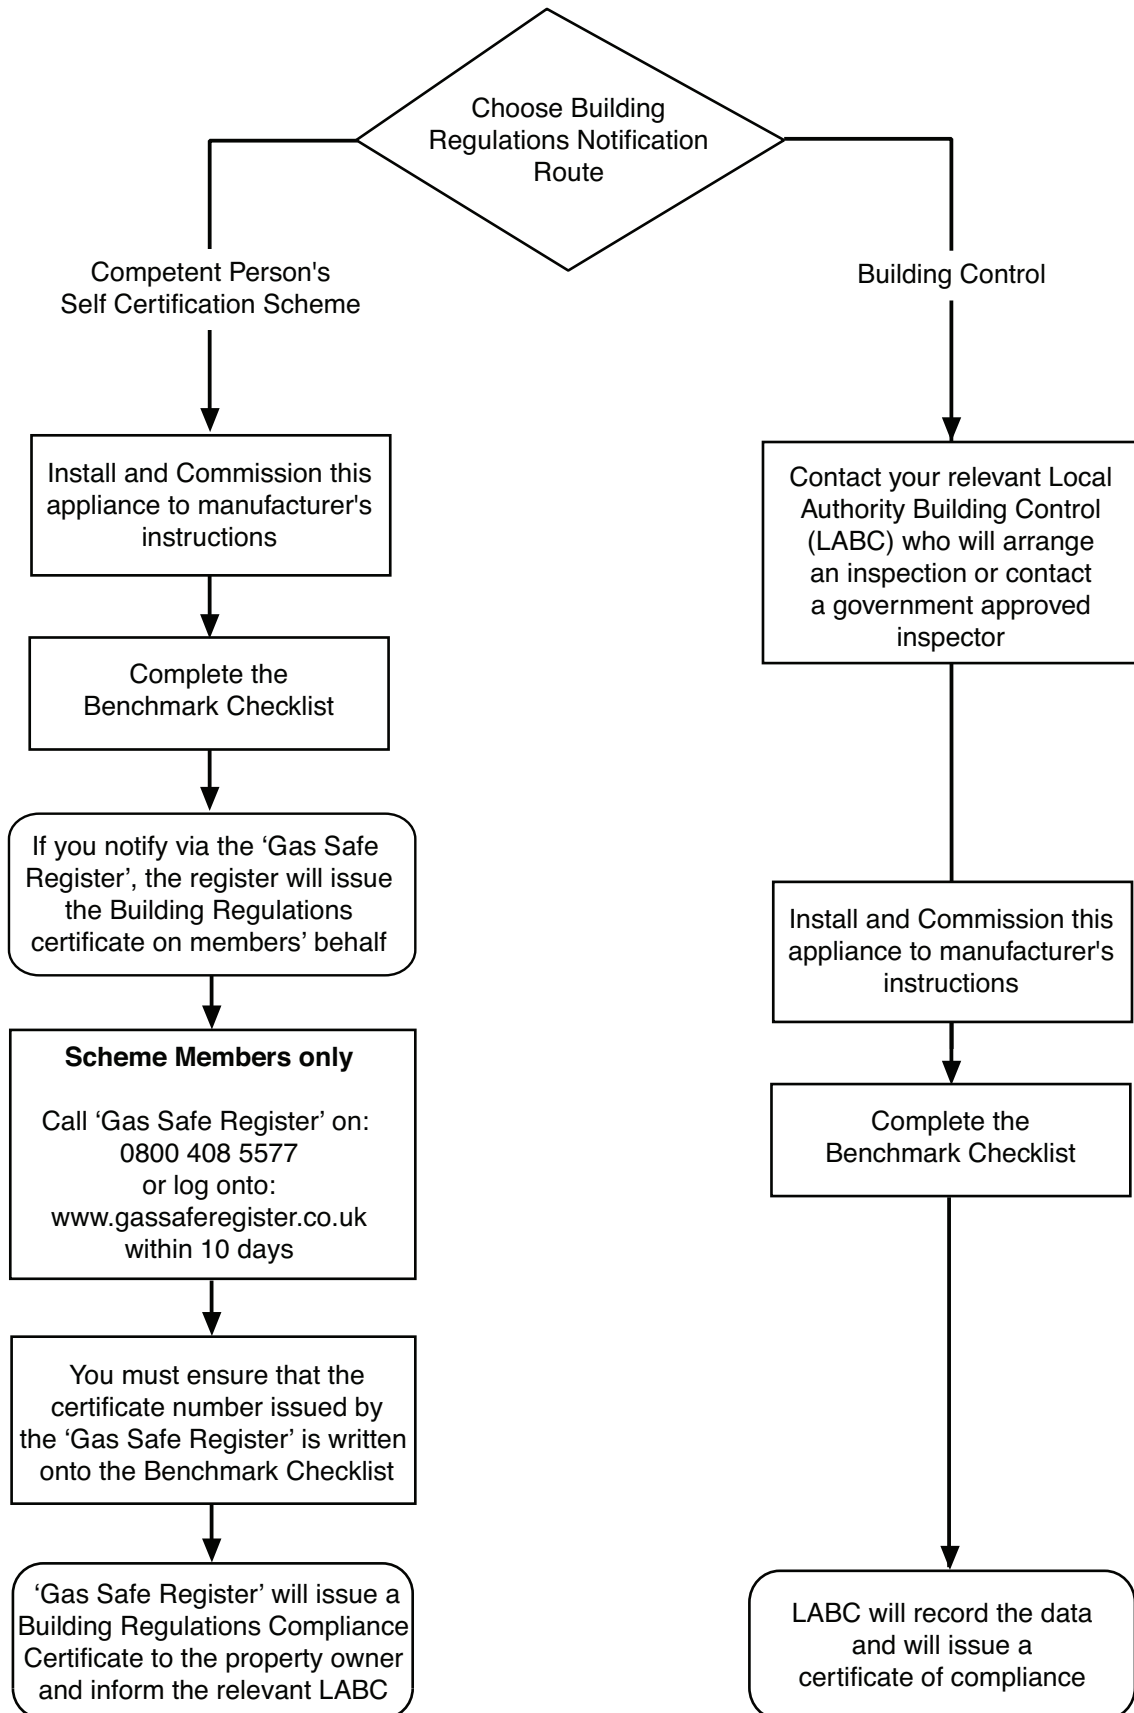 Choose Building
Regulations Notification
Route
Competent Person's
Self Certification Scheme
Building Control
Install and Commission this
appliance to manufacturer's
instructions
Complete the
Benchmark Checklist
If you notify via the ‘Gas Safe
Register’, the register will issue
the Building Regulations
certificate on members’ behalf
Scheme Members only
Call ‘Gas Safe Register’ on:
0800 408 5577
or log onto:
www.gassaferegister.co.uk
within 10 days
You must ensure that the
certificate number issued by
the ‘Gas Safe Register’ is written
onto the Benchmark Checklist
‘Gas Safe Register’ will issue a
Building Regulations Compliance
Certificate to the property owner
and inform the relevant LABC
Contact your relevant Local
Authority Building Control
(LABC) who will arrange
an inspection or contact
a government approved
inspector
Install and Commission this
appliance to manufacturer's
instructions
Complete the
Benchmark Checklist
LABC will record the data
and will issue a
certificate of compliance